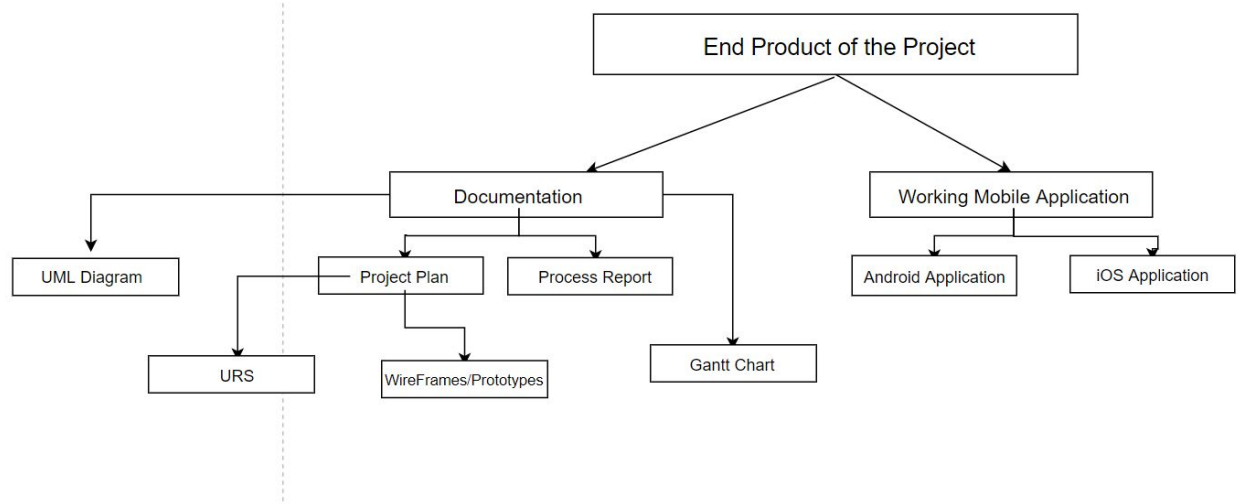 End Product of the Project
Documentation
Working Mobile Application
UML Diagram
Project Plan
Process Report
Android Application
iOS Application
URS
WireFrames/Prototypes
Gantt Chart